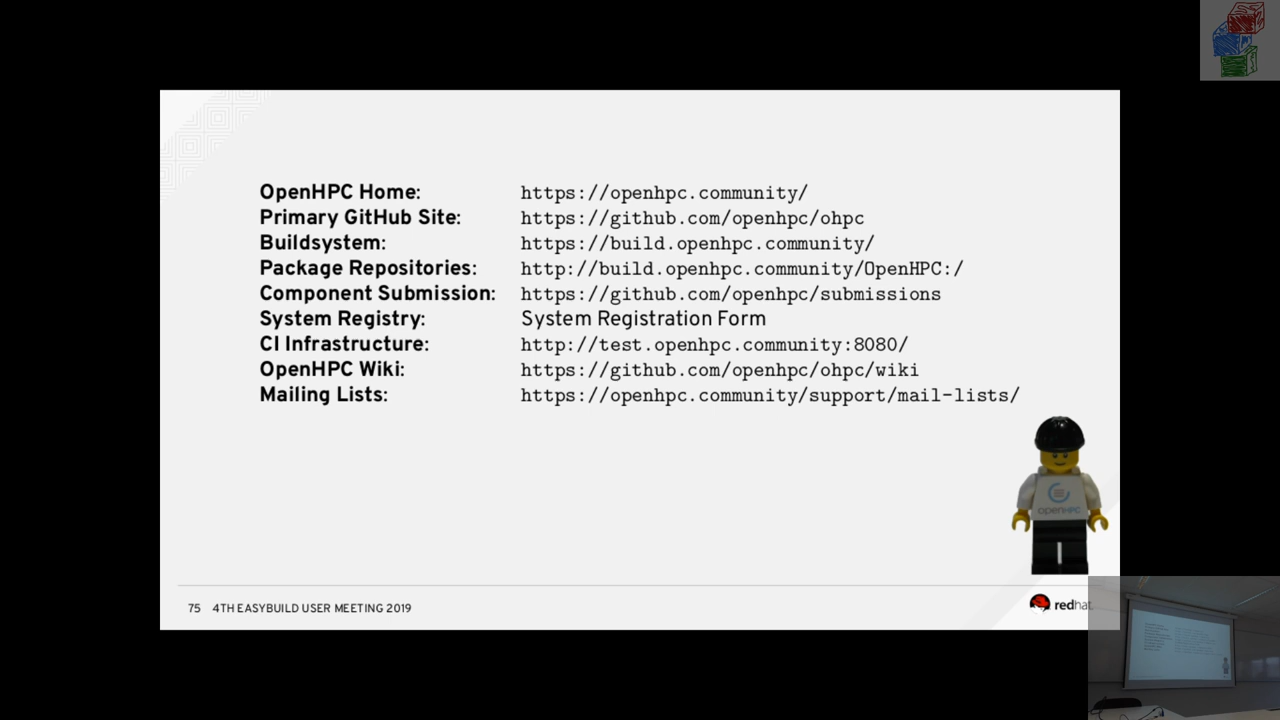 OpenHPC Home: https://openhpc.community/
Primary GitHub Site: https://github.com/openhpc/ohpc
Buildsystem: https://build.openhpc.community/
Package Repositories: http://build.openhpc.community/OpenHPC:/
Component Submission: https://github.com/openhpc/submissions
System Registry: System Registration Form
CI Infrastructure: http://test.openhpc.community:8080/
OpenHPC Wiki: https://github.com/openhpc/ohpc/wiki
Mailing Lists: https://openhpc.community/support/mail-lists/
openHPC
75 4TH EASYBUILD USER MEETING 2019
redhat.